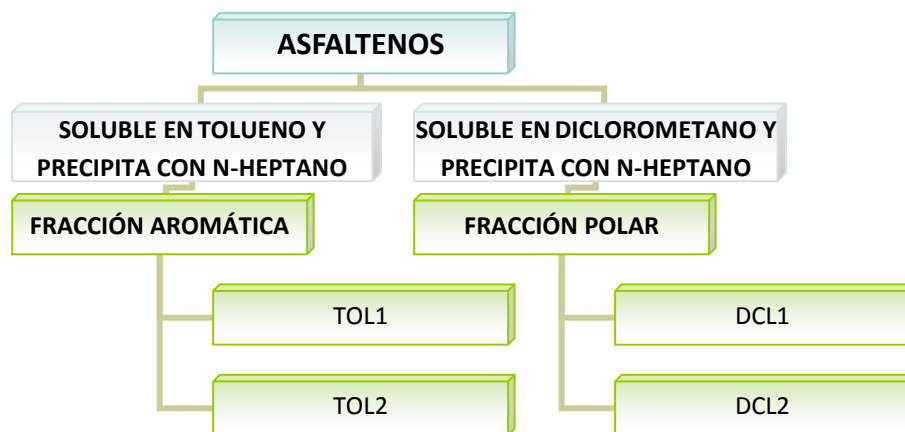 ASFALTENOS
SOLUBLE EN TOLUENO Y
PRECIPITA CON N-HEPTANO
SOLUBLE EN DICLOROMETANO Y
PRECIPITA CON N-HEPTANO
FRACCIÓN AROMÁTICA
FRACCIÓN POLAR
TOL1
DCL1
TOL2
DCL2